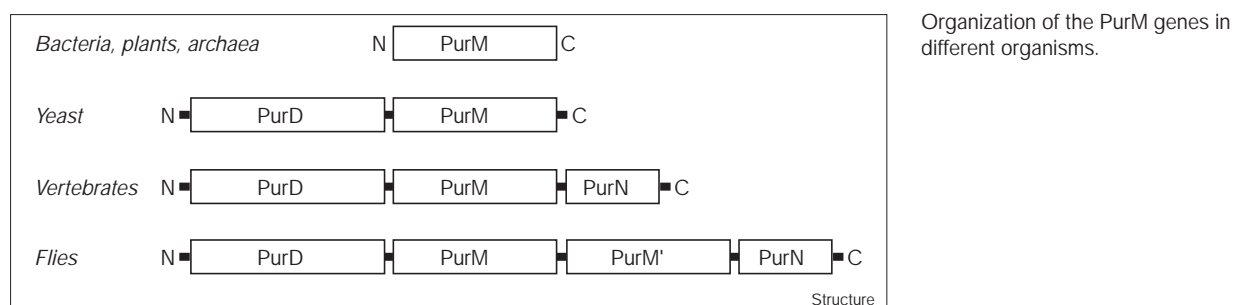 Bacteria, plants, archaea N PurM C
Yeast N PurD PurM C
Vertebrates N PurD PurM PurN C
Flies N PurD PurM PurM' PurN C
Structure
Organization of the PurM genes in
different organisms.